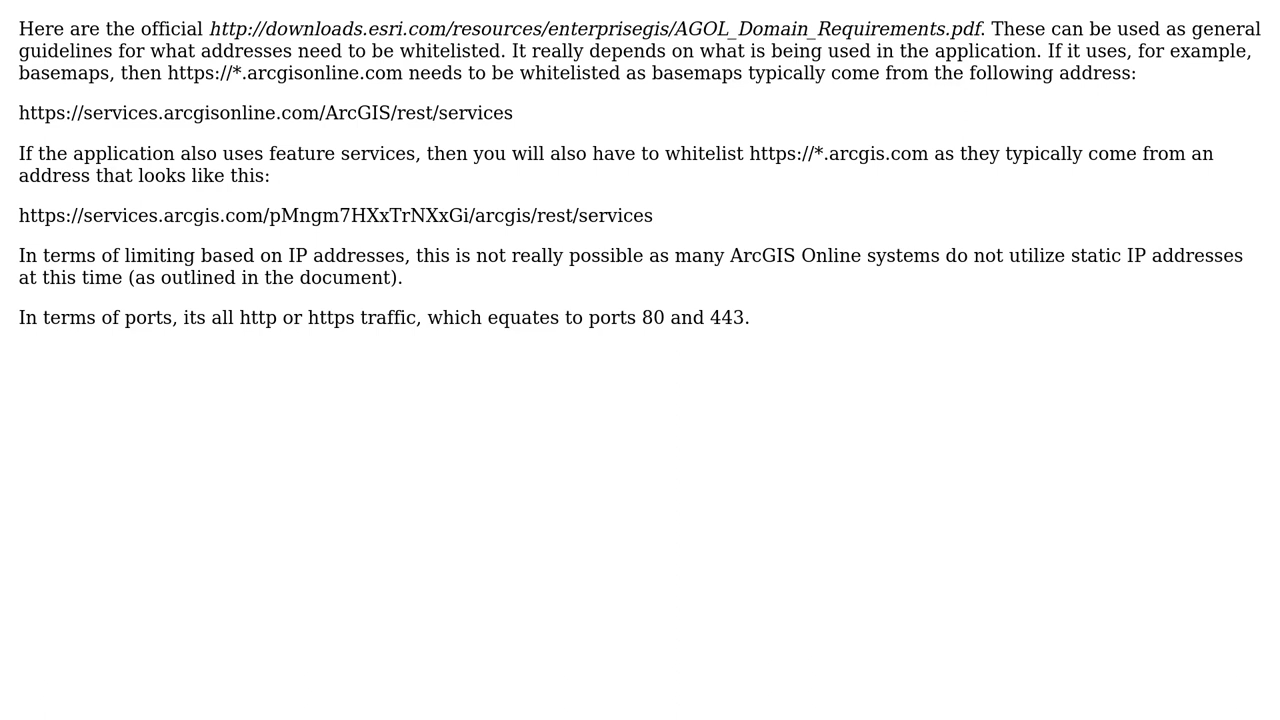 Here are the official http://downloads.esri.com/resources/enterprisegis/AGOL_Domain_Requirements.pdf. These can be used as general
guidelines for what addresses need to be whitelisted. It really depends on what is being used in the application. If it uses, for example,
basemaps, then https://*.arcgisonline.com needs to be whitelisted as basemaps typically come from the following address:
https://services.arcgisonline.com/ArcGIS/rest/services
If the application also uses feature services, then you will also have to whitelist https://*.arcgis.com as they typically come from an
address that looks like this:
https://services.arcgis.com/pMngm7HXxTrNXxGi/arcgis/rest/services
In terms of limiting based on IP addresses, this is not really possible as many ArcGIS Online systems do not utilize static IP addresses
at this time (as outlined in the document).
In terms of ports, its all http or https traffic, which equates to ports 80 and 443.